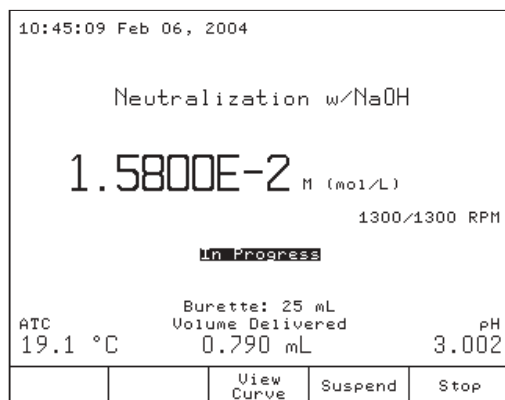 10:45:09 Feb 06, 2004
Neutralization w/NaOH
1.5800E-2 M (mol/L)
1300/1300 RPM
In Progress
Burette: 25 mL
ATC Volume Delivered pH
19.1 °C 0.790 mL 3.002
View Curve Suspend Stop